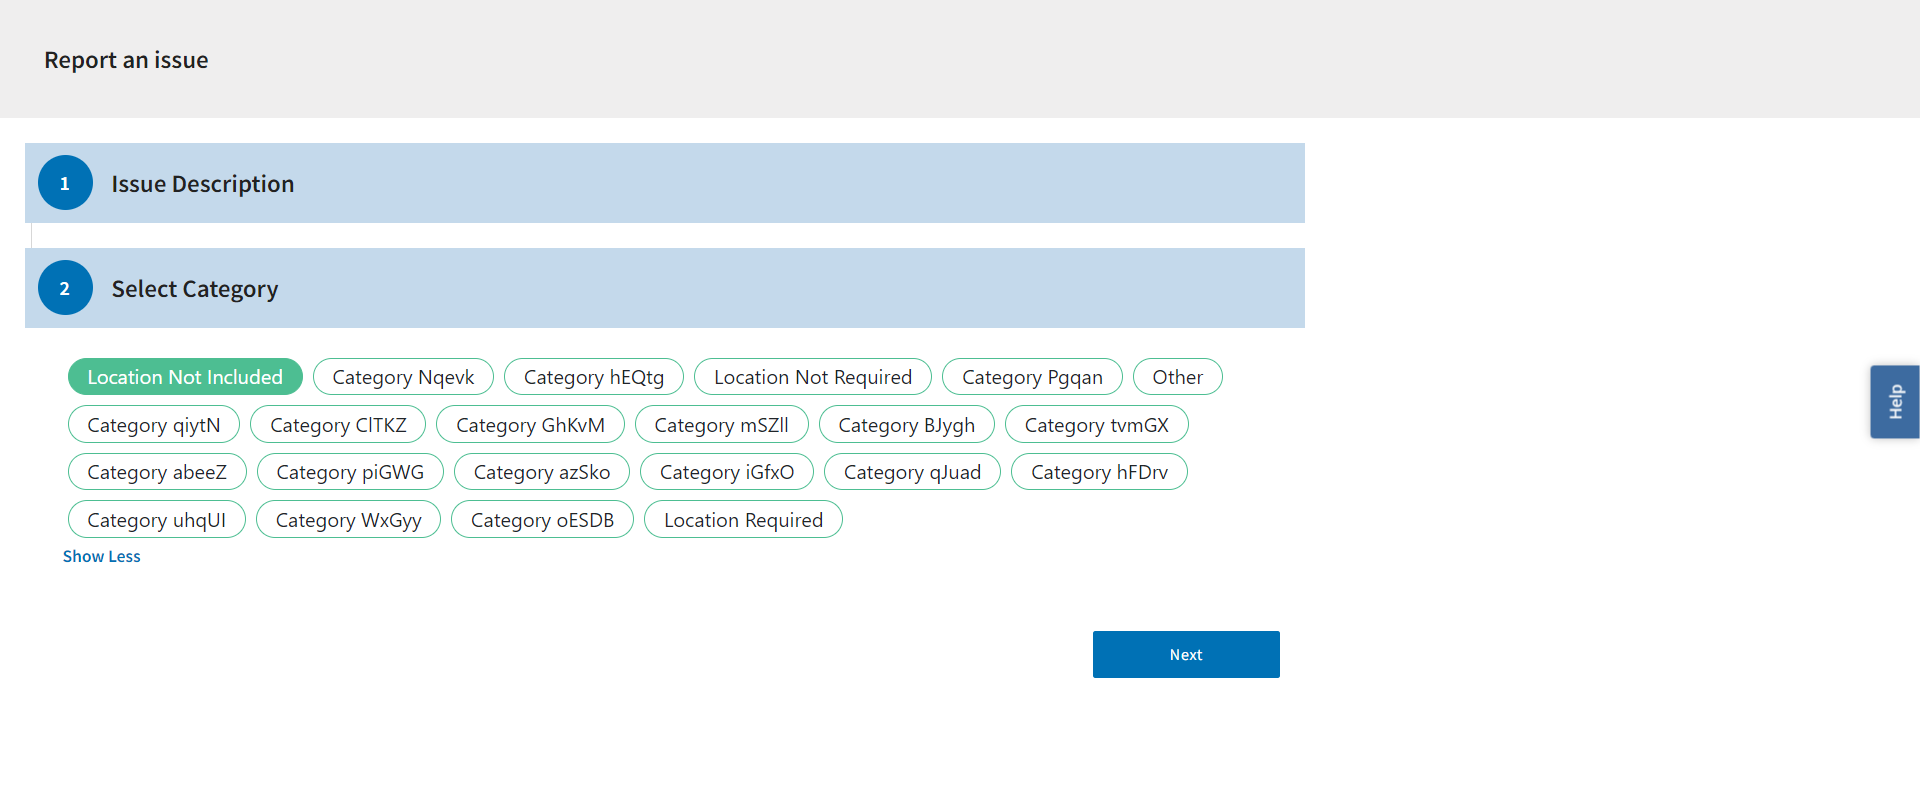 Report an issue
1 Issue Description
2 Select Category
Location Not Included Category Nqevk Category hEQtg Location Not Required Category Pgqan Other
Category qiytN Category ClTKZ Category GhKvM Category mSZll Category BJygh Category tvmGX
Category abeeZ Category piGWG Category azSko Category iGfxO Category qJuad Category hFDrv
Category uhqUI Category WxGyy Category oESDB Location Required
Show Less
Next
Help